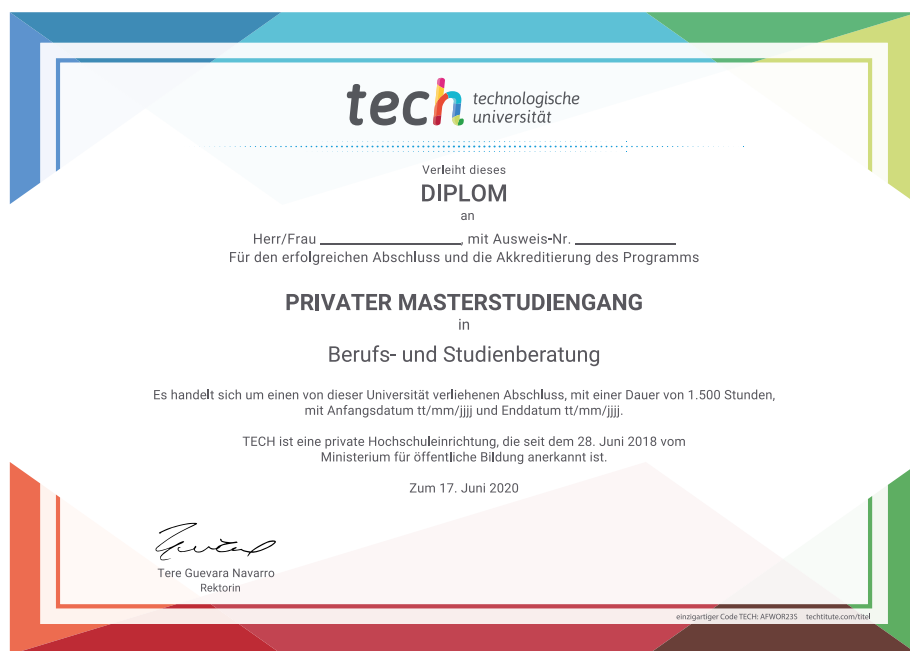 tech technologische
universität
Verleiht dieses
DIPLOM
an
Herr/Frau ____________________, mit Ausweis-Nr. __________________
Für den erfolgreichen Abschluss und die Akkreditierung des Programms
PRIVATER MASTERSTUDIENGANG
in
Berufs- und Studienberatung
Es handelt sich um einen von dieser Universität verliehenen Abschluss, mit einer Dauer von 1.500 Stunden,
mit Anfangsdatum tt/mm/jjjj und Enddatum tt/mm/jjjj.
TECH ist eine private Hochschuleinrichtung, die seit dem 28. Juni 2018 vom
Ministerium für öffentliche Bildung anerkannt ist.
Zum 17. Juni 2020
Tere Guevara Navarro
Rektorin
einzigartiger Code TECH: AFWOR23S techtitute.com/titel